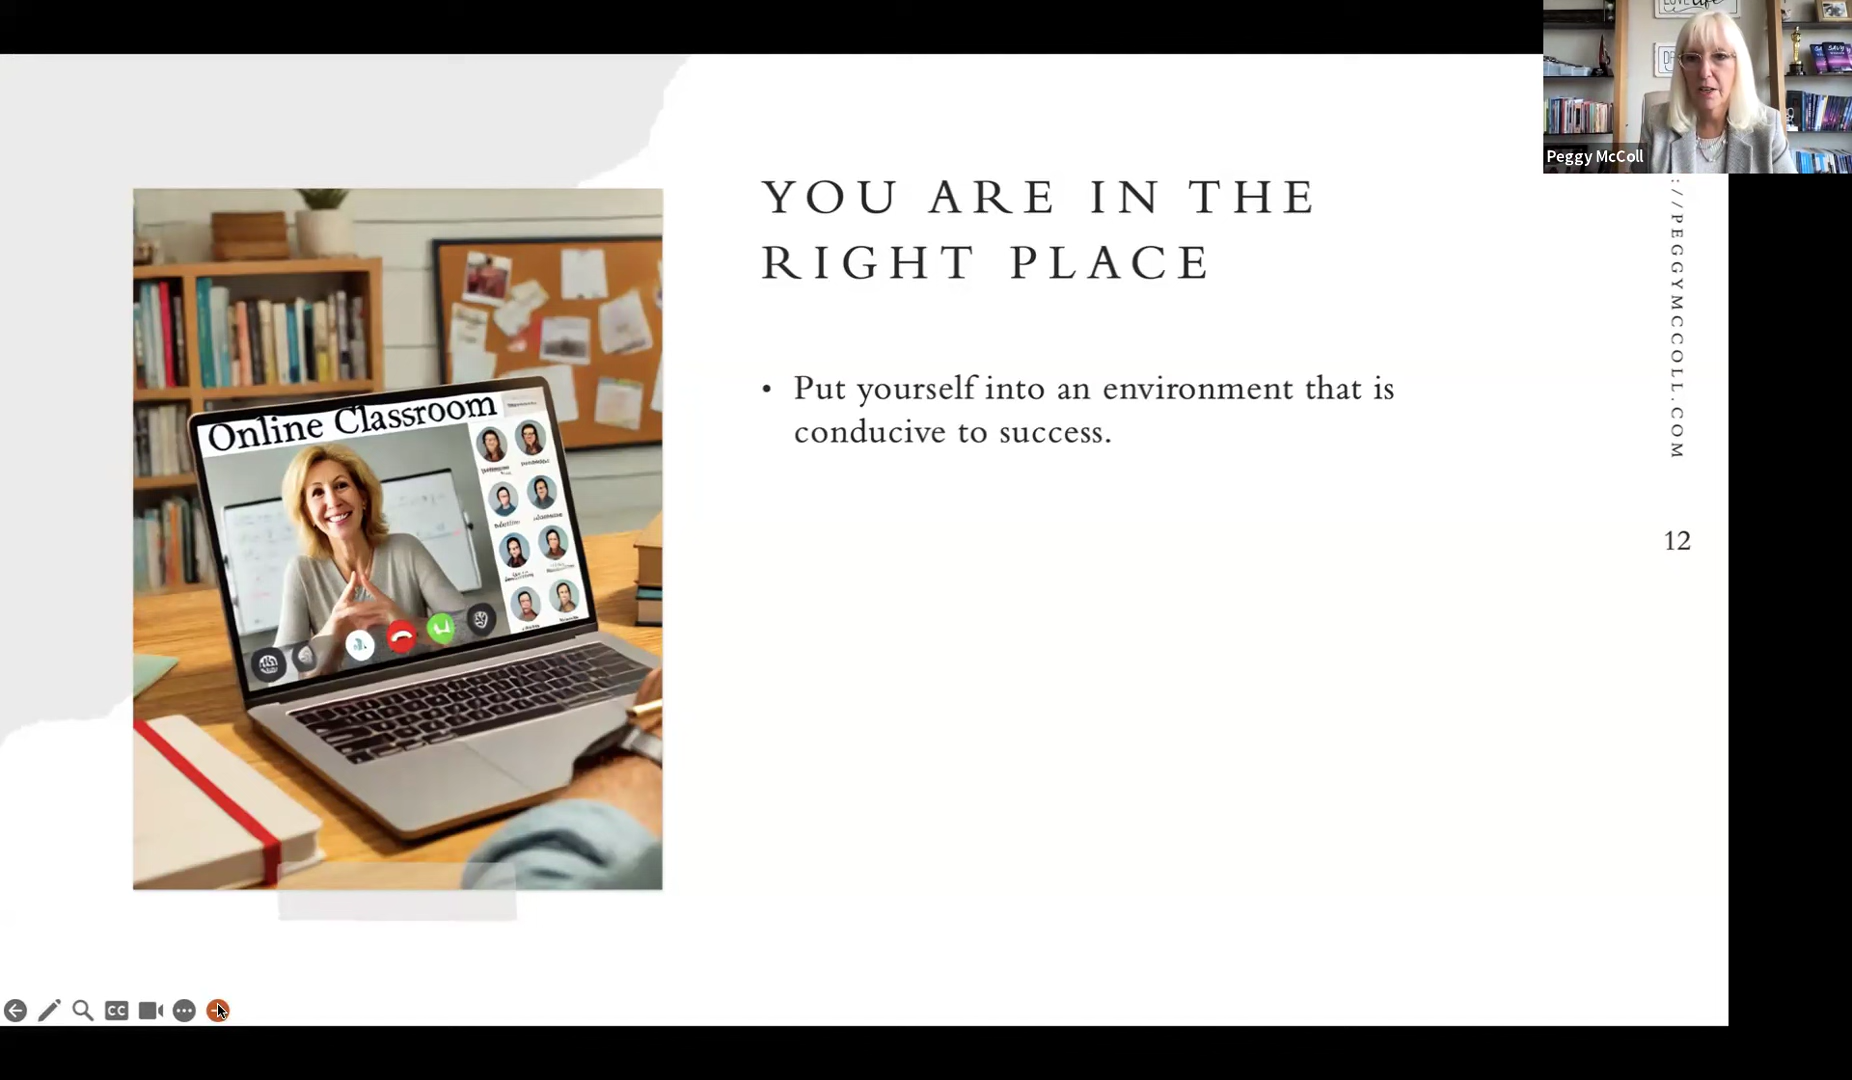 Peggy McColl
YOU ARE IN THE
RIGHT PLACE
• Put yourself into an environment that is
conducive to success.
://PEGGYMCCOLL.COM
12
Online Classroom
CC